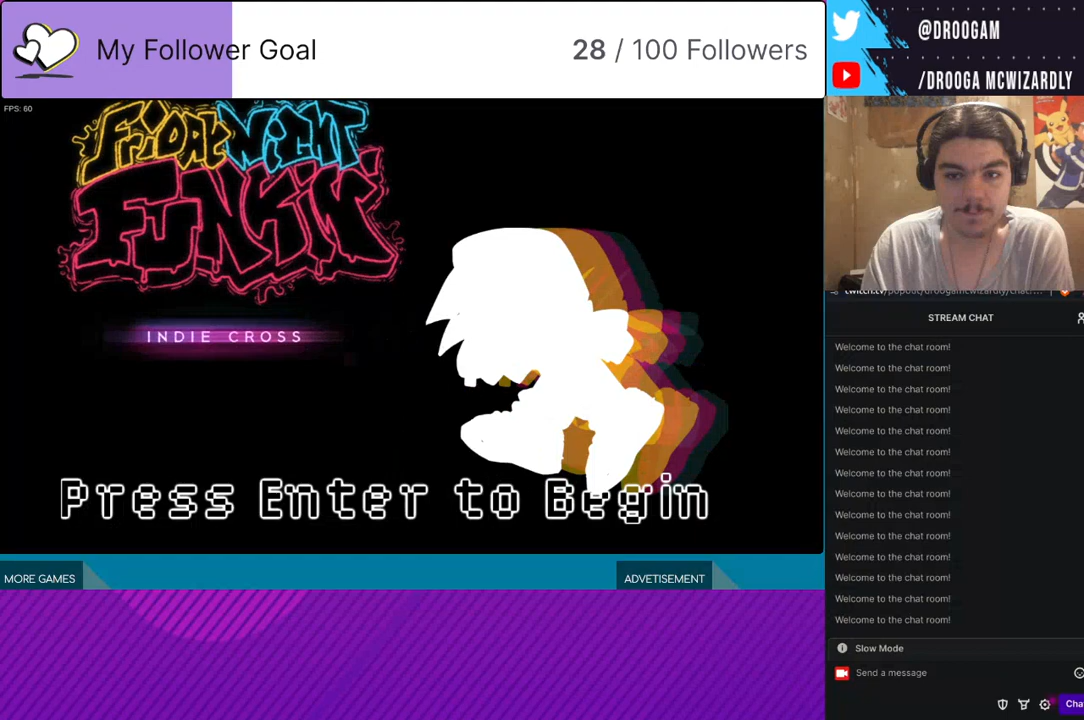 My Follower Goal
28 / 100 Followers
@DROOGAM
/DROOGA MCWIZARDLY
FPS: 60
FRIDAY NIGHT
FUNKIN'
INDIE CROSS
Press Enter to Begin
MORE GAMES
ADVETISEMENT
STREAM CHAT
Welcome to the chat room!
Welcome to the chat room!
Welcome to the chat room!
Welcome to the chat room!
Welcome to the chat room!
Welcome to the chat room!
Welcome to the chat room!
Welcome to the chat room!
Welcome to the chat room!
Welcome to the chat room!
Welcome to the chat room!
Welcome to the chat room!
Welcome to the chat room!
Welcome to the chat room!
Slow Mode
Send a message
Cha